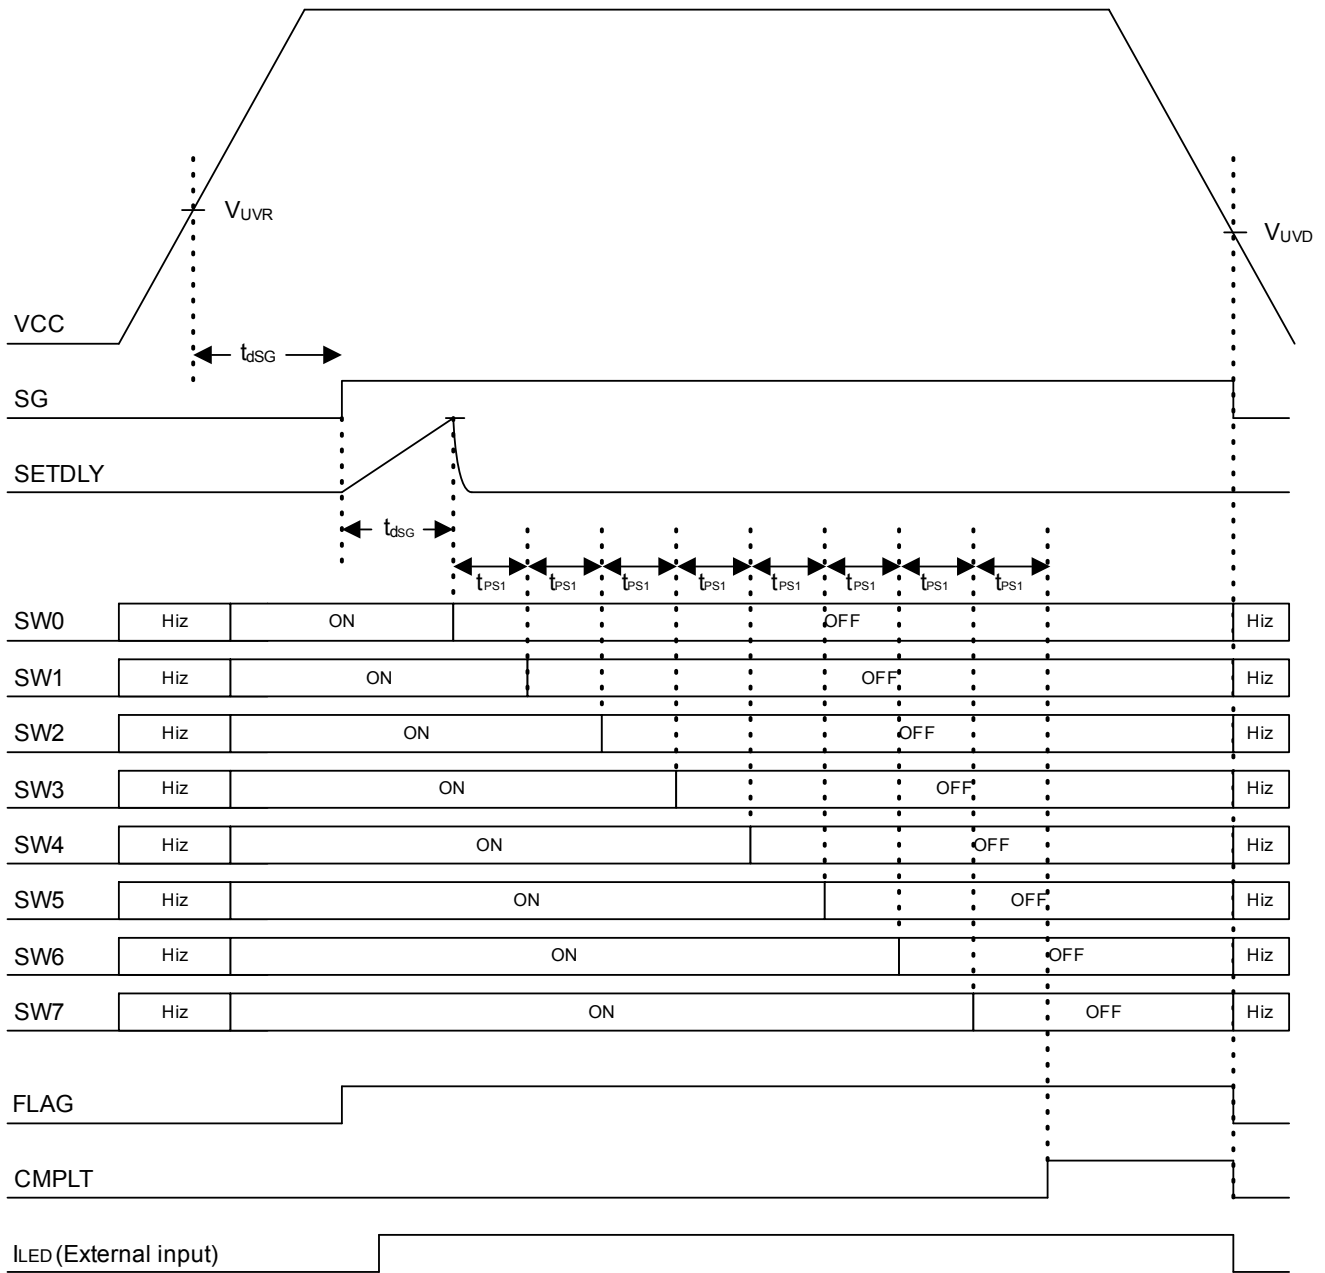 VUVR
VUVD
VCC
tdSG
SG
SETDLY
tdSG
tPS1 tPS1 tPS1 tPS1 tPS1 tPS1 tPS1 tPS1
SW0 Hiz ON OFF Hiz
SW1 Hiz ON OFF Hiz
SW2 Hiz ON OFF Hiz
SW3 Hiz ON OFF Hiz
SW4 Hiz ON OFF Hiz
SW5 Hiz ON OFF Hiz
SW6 Hiz ON OFF Hiz
SW7 Hiz ON OFF Hiz
FLAG
CMPLT
ILED (External input)